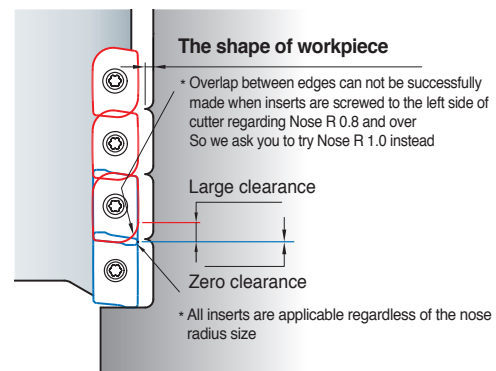 The shape of workpiece
* Overlap between edges can not be successfully
made when inserts are screwed to the left side of
cutter regarding Nose R 0.8 and over
So we ask you to try Nose R 1.0 instead
Large clearance
Zero clearance
* All inserts are applicable regardless of the nose
radius size